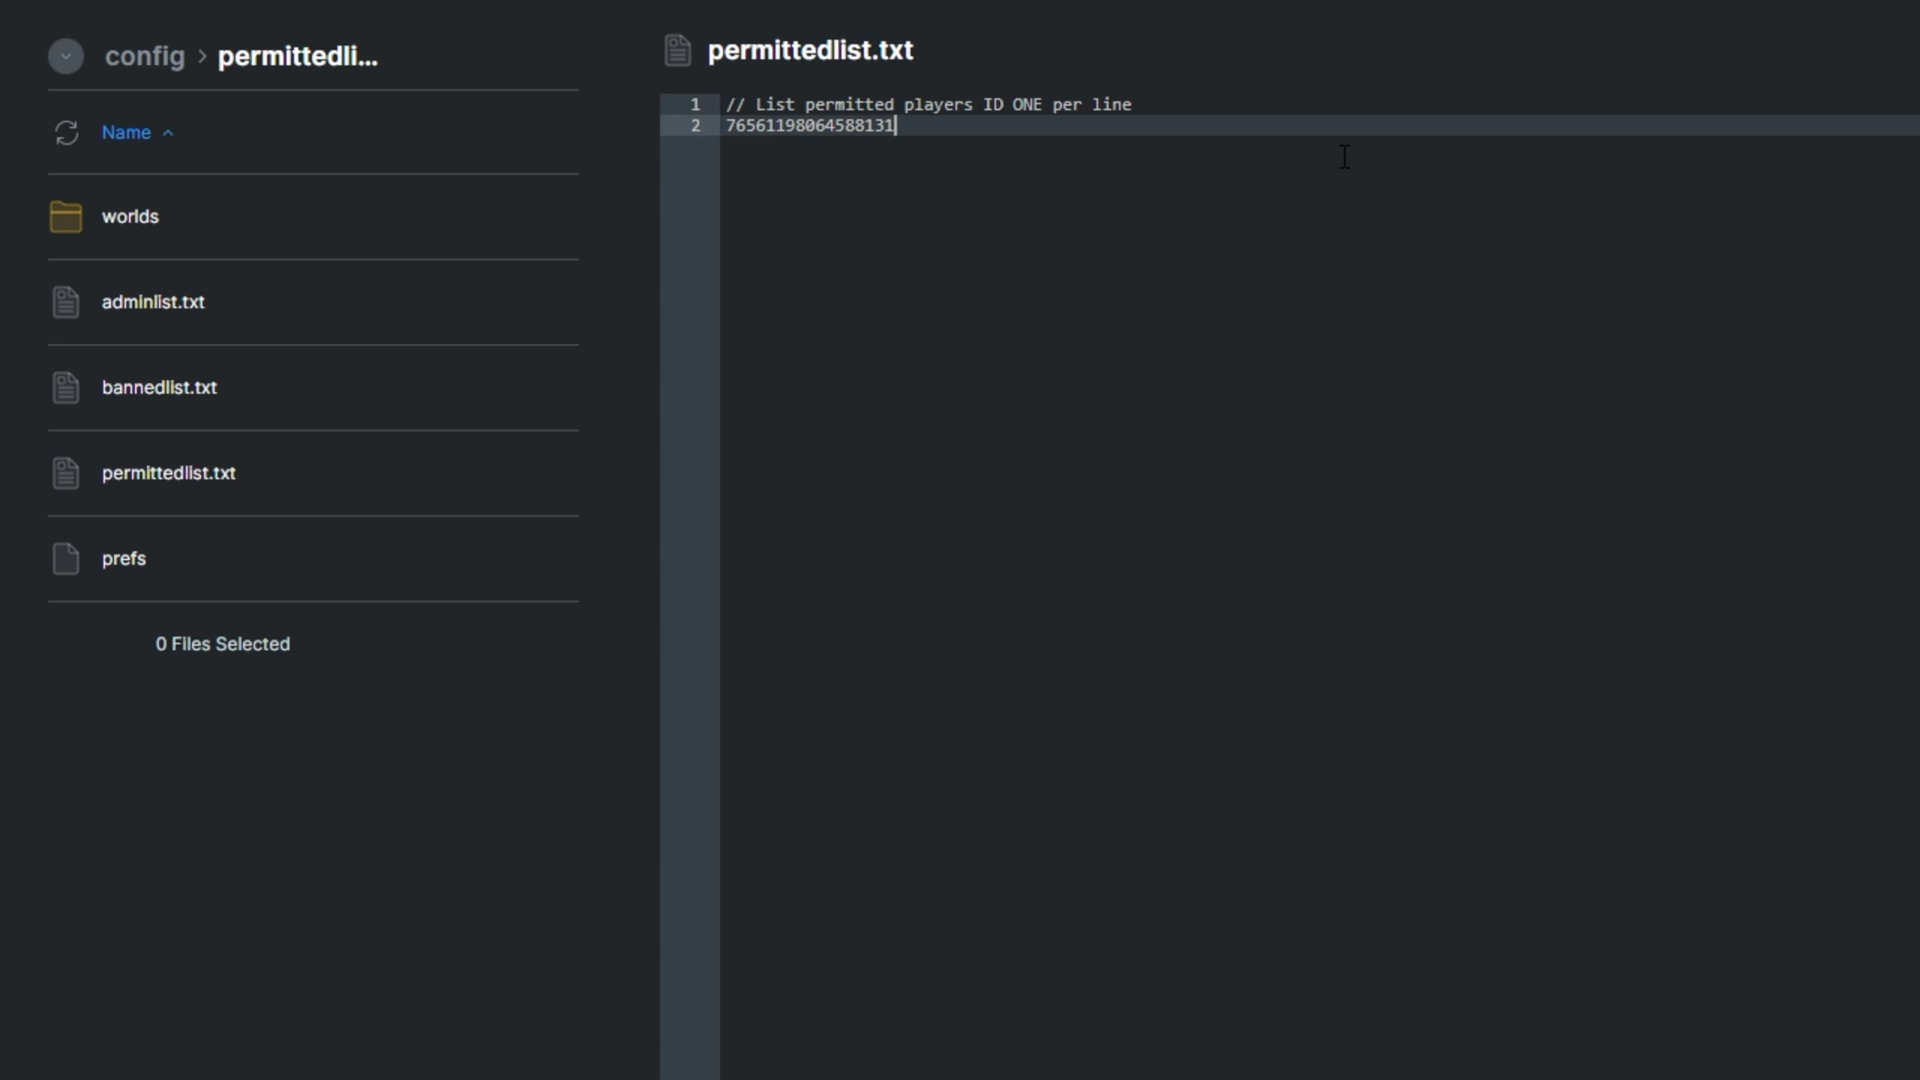 config > permittedli...
Name
worlds
adminlist.txt
bannedlist.txt
permittedlist.txt
prefs
0 Files Selected
permittedlist.txt
1 // List permitted players ID ONE per line
2 76561198064588131